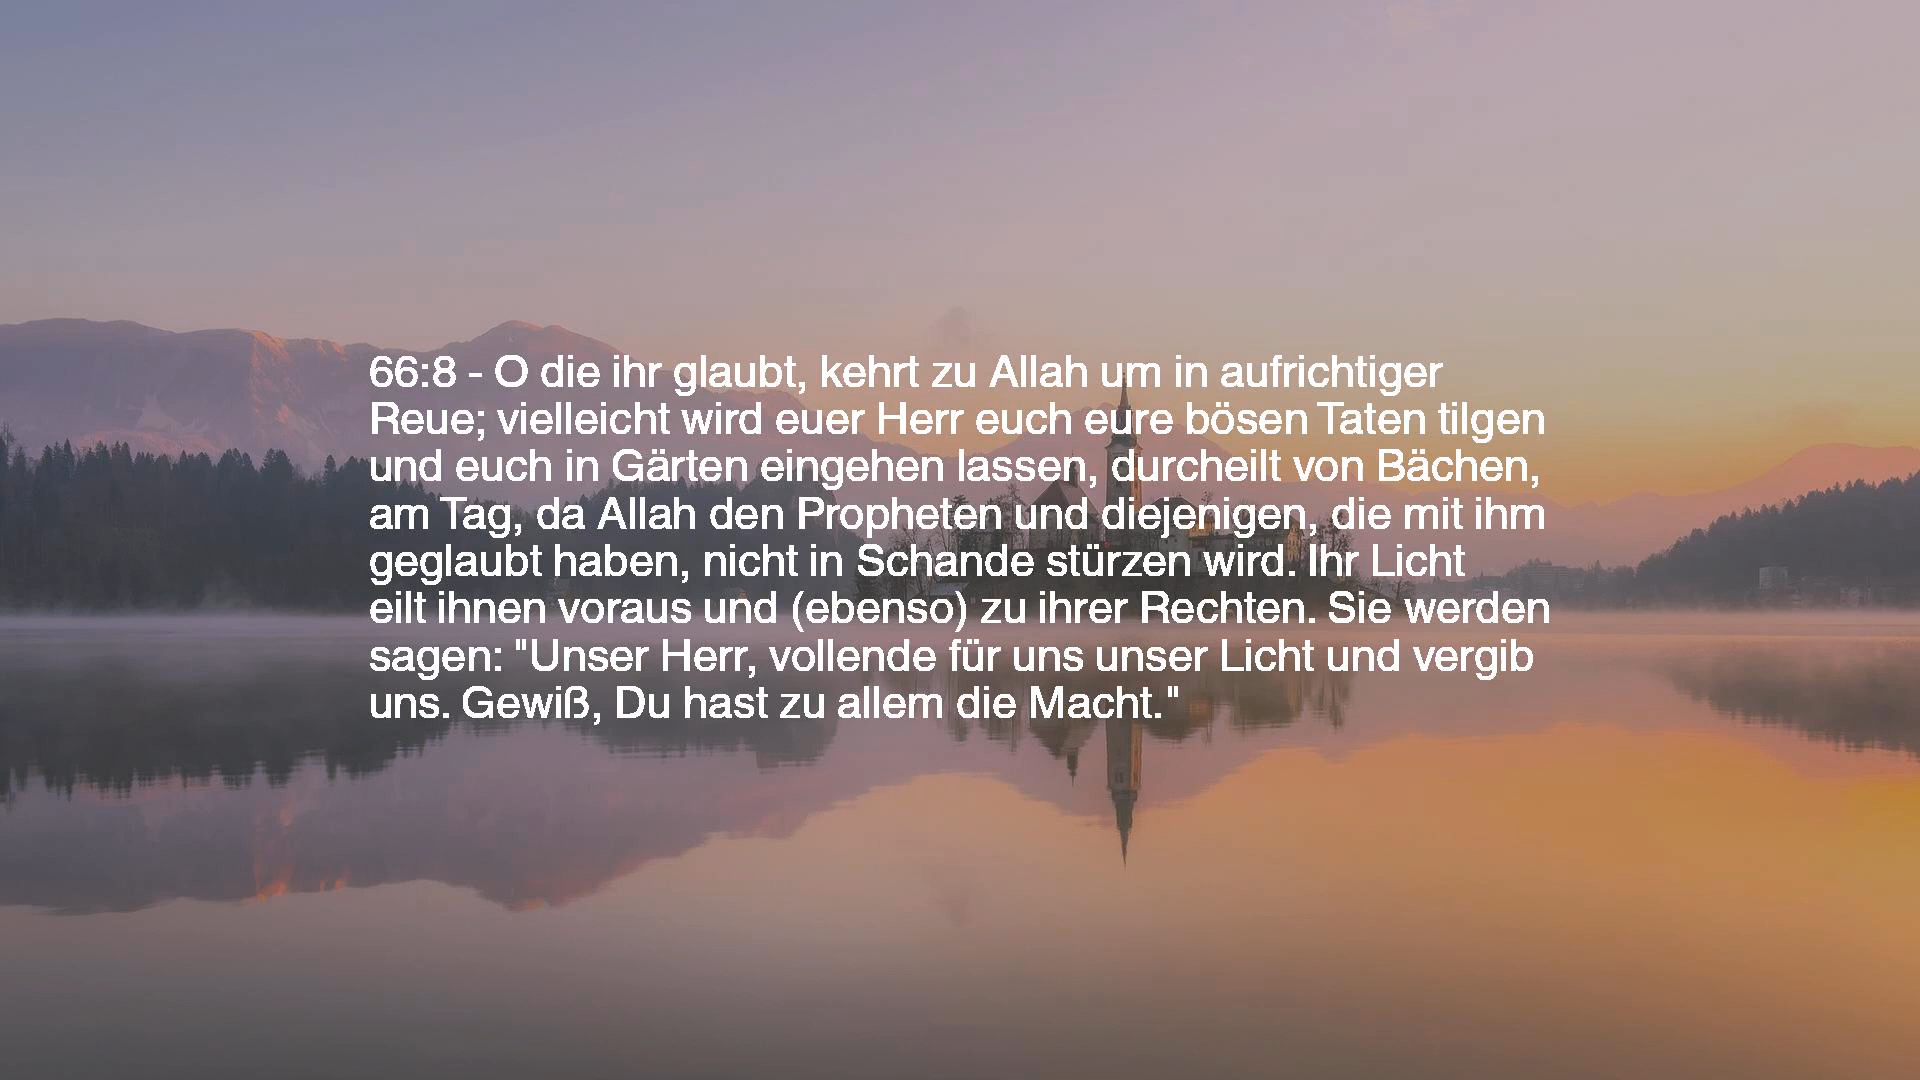 66:8 - O die ihr glaubt, kehrt zu Allah um in aufrichtiger
Reue; vielleicht wird euer Herr euch eure bösen Taten tilgen
und euch in Gärten eingehen lassen, durcheilt von Bächen,
am Tag, da Allah den Propheten und diejenigen, die mit ihm
geglaubt haben, nicht in Schande stürzen wird. Ihr Licht
eilt ihnen voraus und (ebenso) zu ihrer Rechten. Sie werden
sagen: "Unser Herr, vollende für uns unser Licht und vergib
uns. Gewiß, Du hast zu allem die Macht."